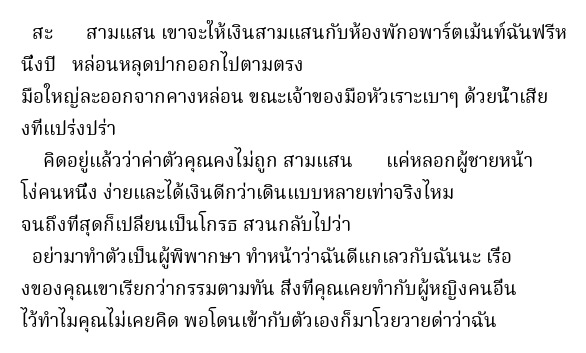 สะ      สามแสน เขาจะให้เงินสามแสนกับห้องพักอพาร์ตเม้นท์ฉันฟรีห
นึ่งปี   หล่อนหลุดปากออกไปตามตรง
มือใหญ่ละออกจากคางหล่อน ขณะเจ้าของมือหัวเราะเบาๆ ด้วยน้ำเสีย
งที่แปร่งปร่า
คิดอยู่แล้วว่าค่าตัวคุณคงไม่ถูก สามแสน      แค่หลอกผู้ชายหน้า
โง่คนหนึ่ง ง่ายและได้เงินดีกว่าเดินแบบหลายเท่าจริงไหม
จนถึงที่สุดก็เปลี่ยนเป็นโกรธ สวนกลับไปว่า
อย่ามาทำตัวเป็นผู้พิพากษา ทำหน้าว่าฉันดีแกเลวกับฉันนะ เรื่อ
งของคุณเขาเรียกว่ากรรมตามทัน สิ่งที่คุณเคยทำกับผู้หญิงคนอื่น
ไว้ทำไมคุณไม่เคยคิด พอโดนเข้ากับตัวเองก็มาโวยวายด่าว่าฉัน